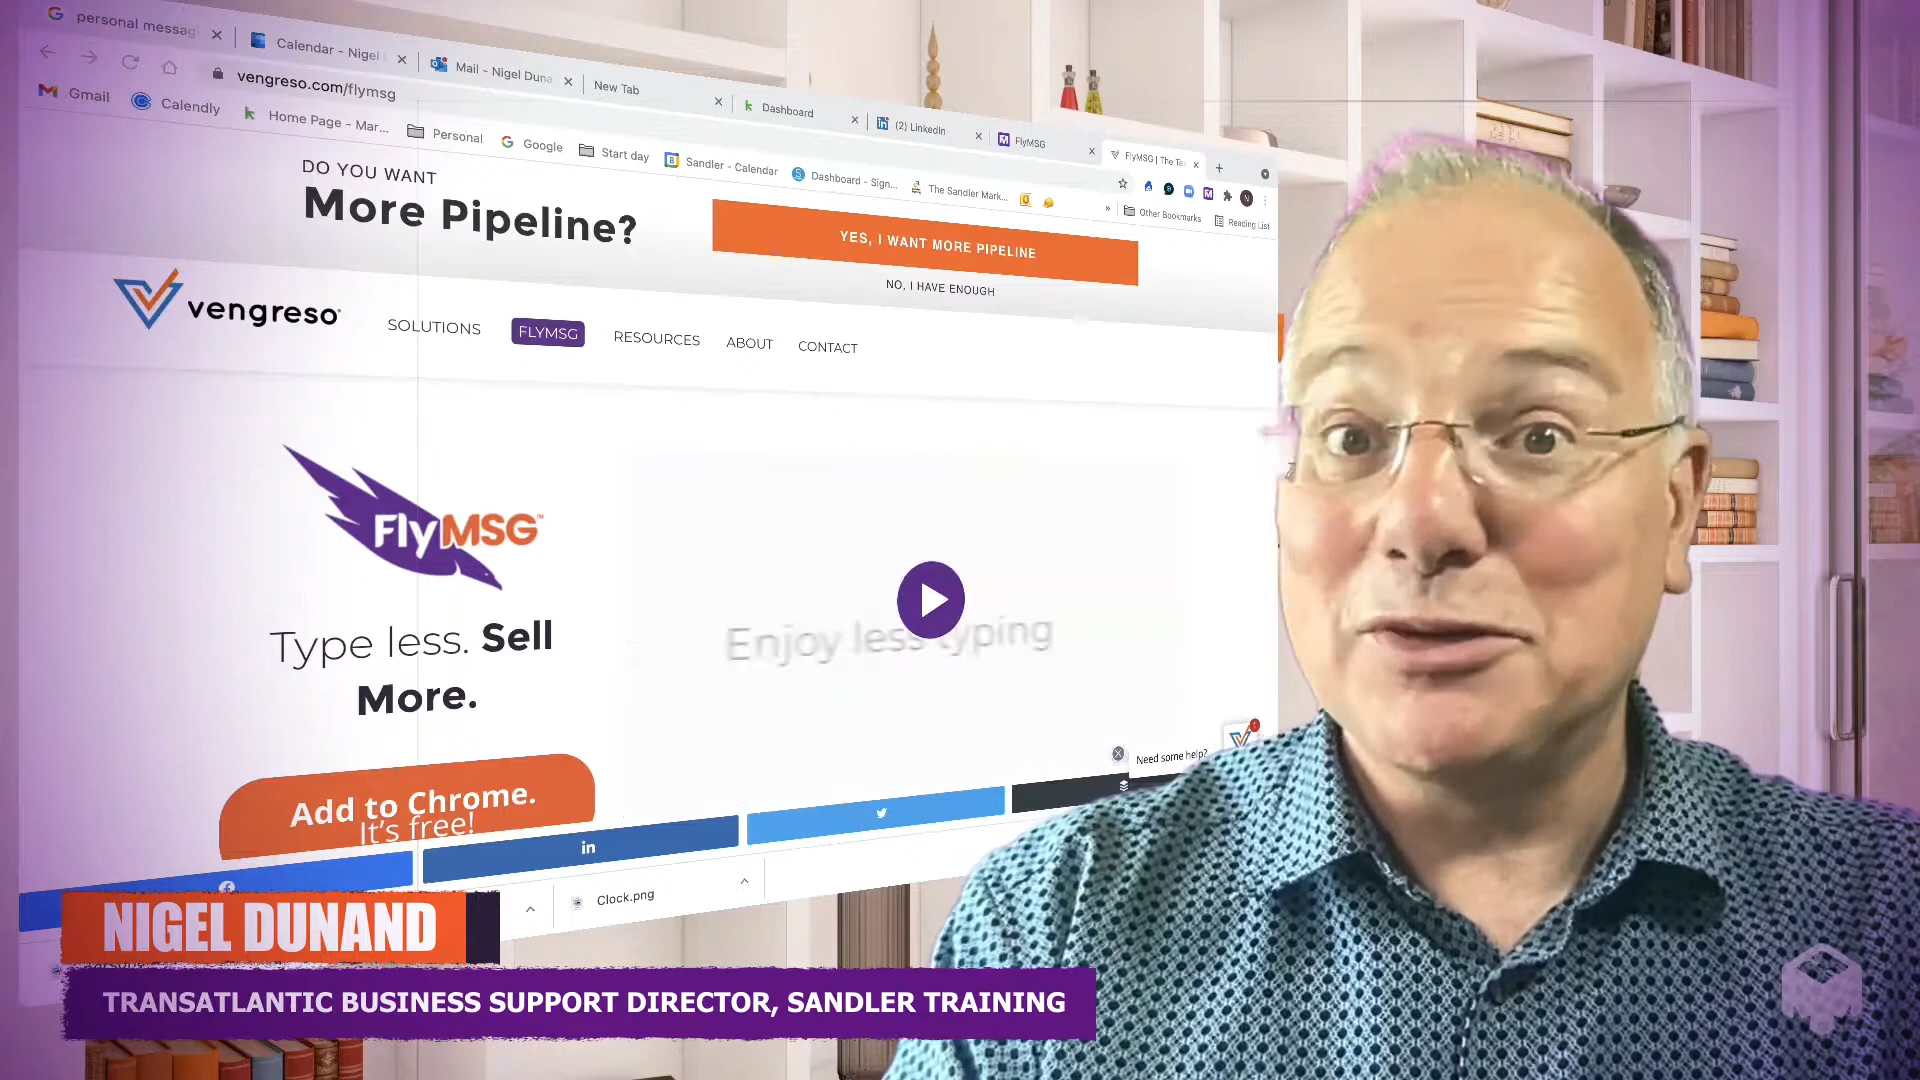 personal messag
Calendar - Nigel
Mail - Nigel Duna
New Tab
Dashboard
(2) LinkedIn
FlyMSG
FlyMSG | The Te
vengreso.com/flymsg
Gmail
Calendly
Home Page - Mar...
Personal
Google
Start day
Sandler - Calendar
Dashboard - Sign...
The Sandler Mark...
»
Other Bookmarks
Reading List
DO YOU WANT
More Pipeline?
YES, I WANT MORE PIPELINE
NO, I HAVE ENOUGH
vengreso
SOLUTIONS
FLYMSG
RESOURCES
ABOUT
CONTACT
FlyMSG™
Type less. Sell
More.
Enjoy less typing
Add to Chrome.
It's free!
Need some help?
Clock.png
NIGEL DUNAND
TRANSATLANTIC BUSINESS SUPPORT DIRECTOR, SANDLER TRAINING